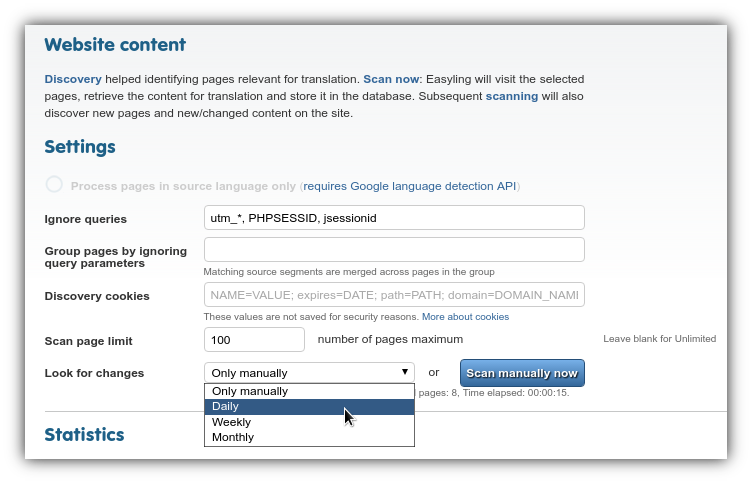 Website content
Discovery helped identifying pages relevant for translation. Scan now: Easyling will visit the selected
pages, retrieve the content for translation and store it in the database. Subsequent scanning will also
discover new pages and new/changed content on the site.
Settings
Process pages in source language only (requires Google language detection API)
Ignore queries
utm_*, PHPSESSID, jsessionid
Group pages by ignoring
query parameters
Matching source segments are merged across pages in the group
Discovery cookies
NAME=VALUE; expires=DATE; path=PATH; domain=DOMAIN_NAM
These values are not saved for security reasons. More about cookies
Scan page limit
100
number of pages maximum
Leave blank for Unlimited
Look for changes
Only manually
or
Scan manually now
Only manually
pages: 8, Time elapsed: 00:00:15.
Daily
Weekly
Monthly
Statistics